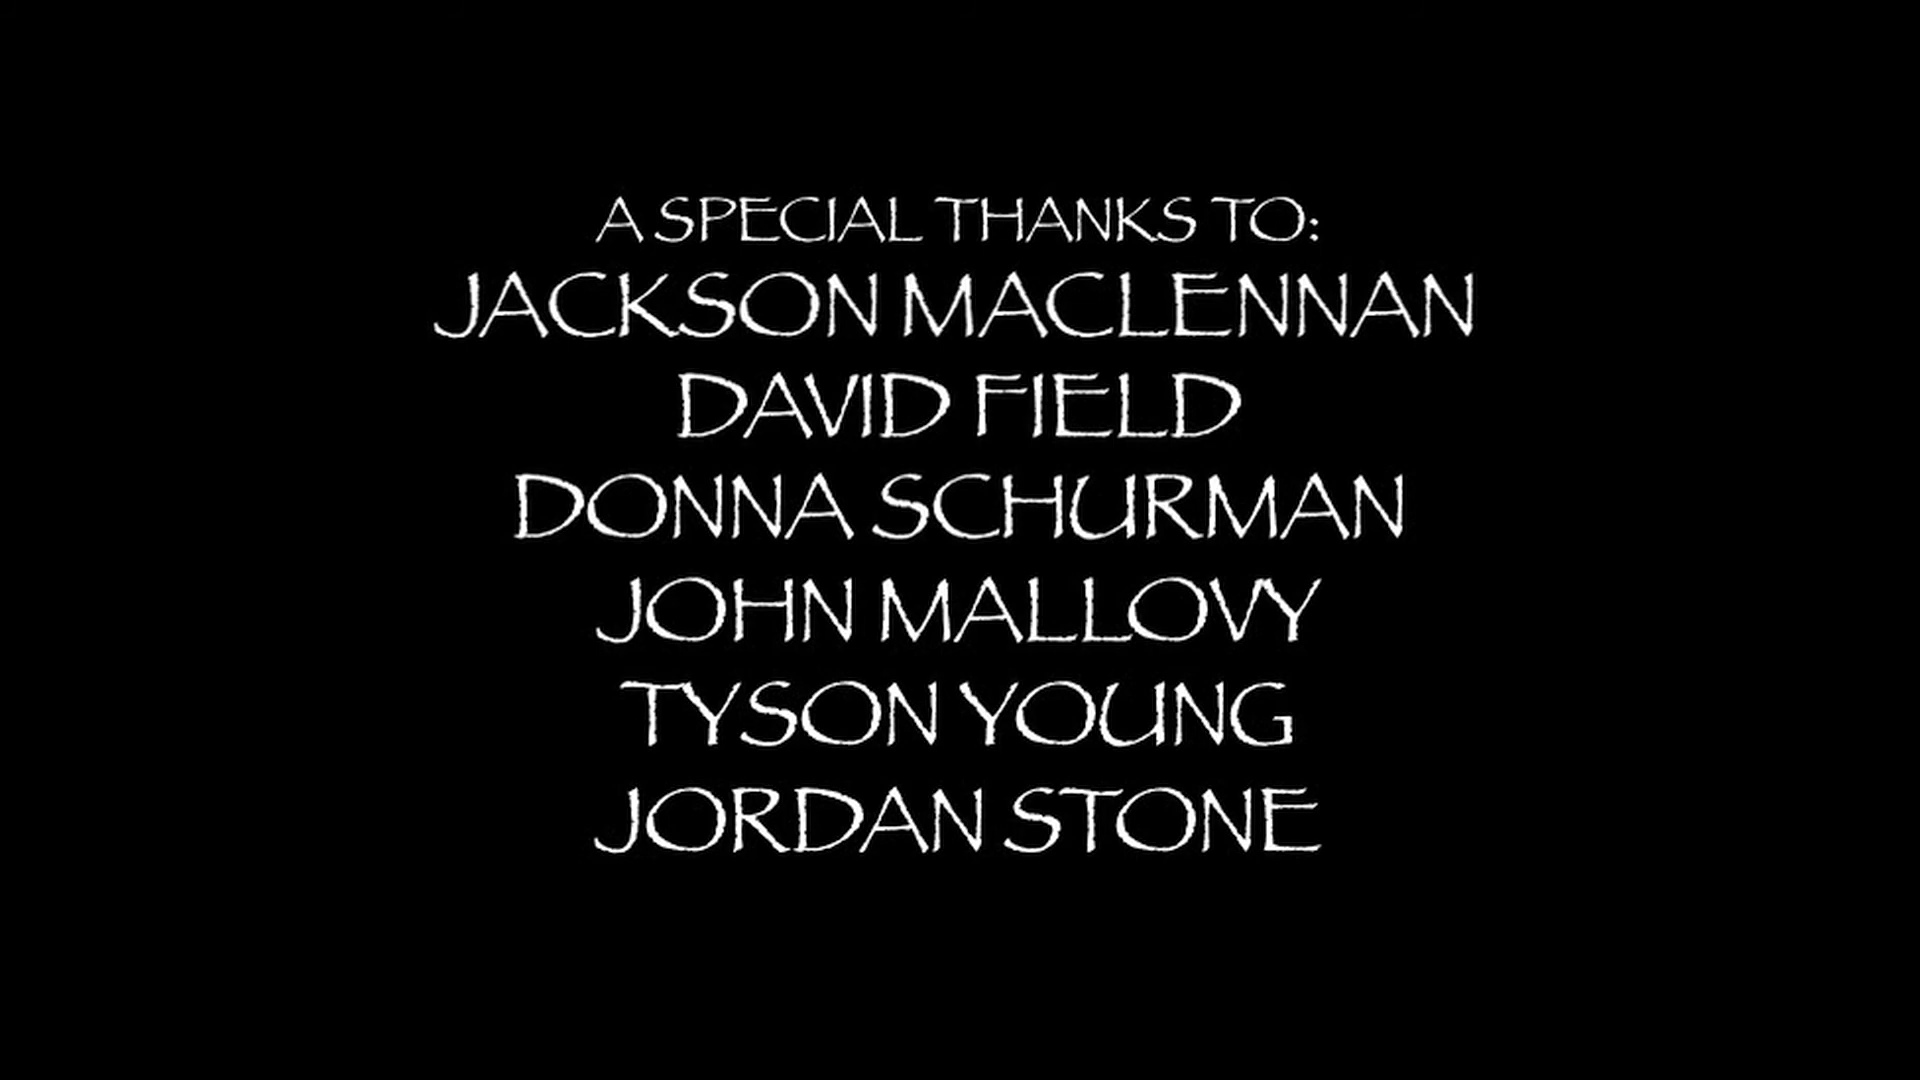 A SPECIAL THANKS TO:
JACKSON MACLENNAN
DAVID FIELD
DONNA SCHURMAN
JOHN MALLOVY
TYSON YOUNG
JORDAN STONE